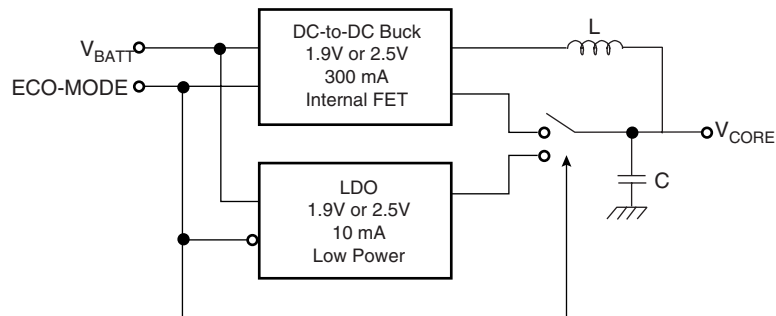 V_BATT
ECO-MODE
DC-to-DC Buck
1.9V or 2.5V
300 mA
Internal FET
L
V_CORE
C
LDO
1.9V or 2.5V
10 mA
Low Power